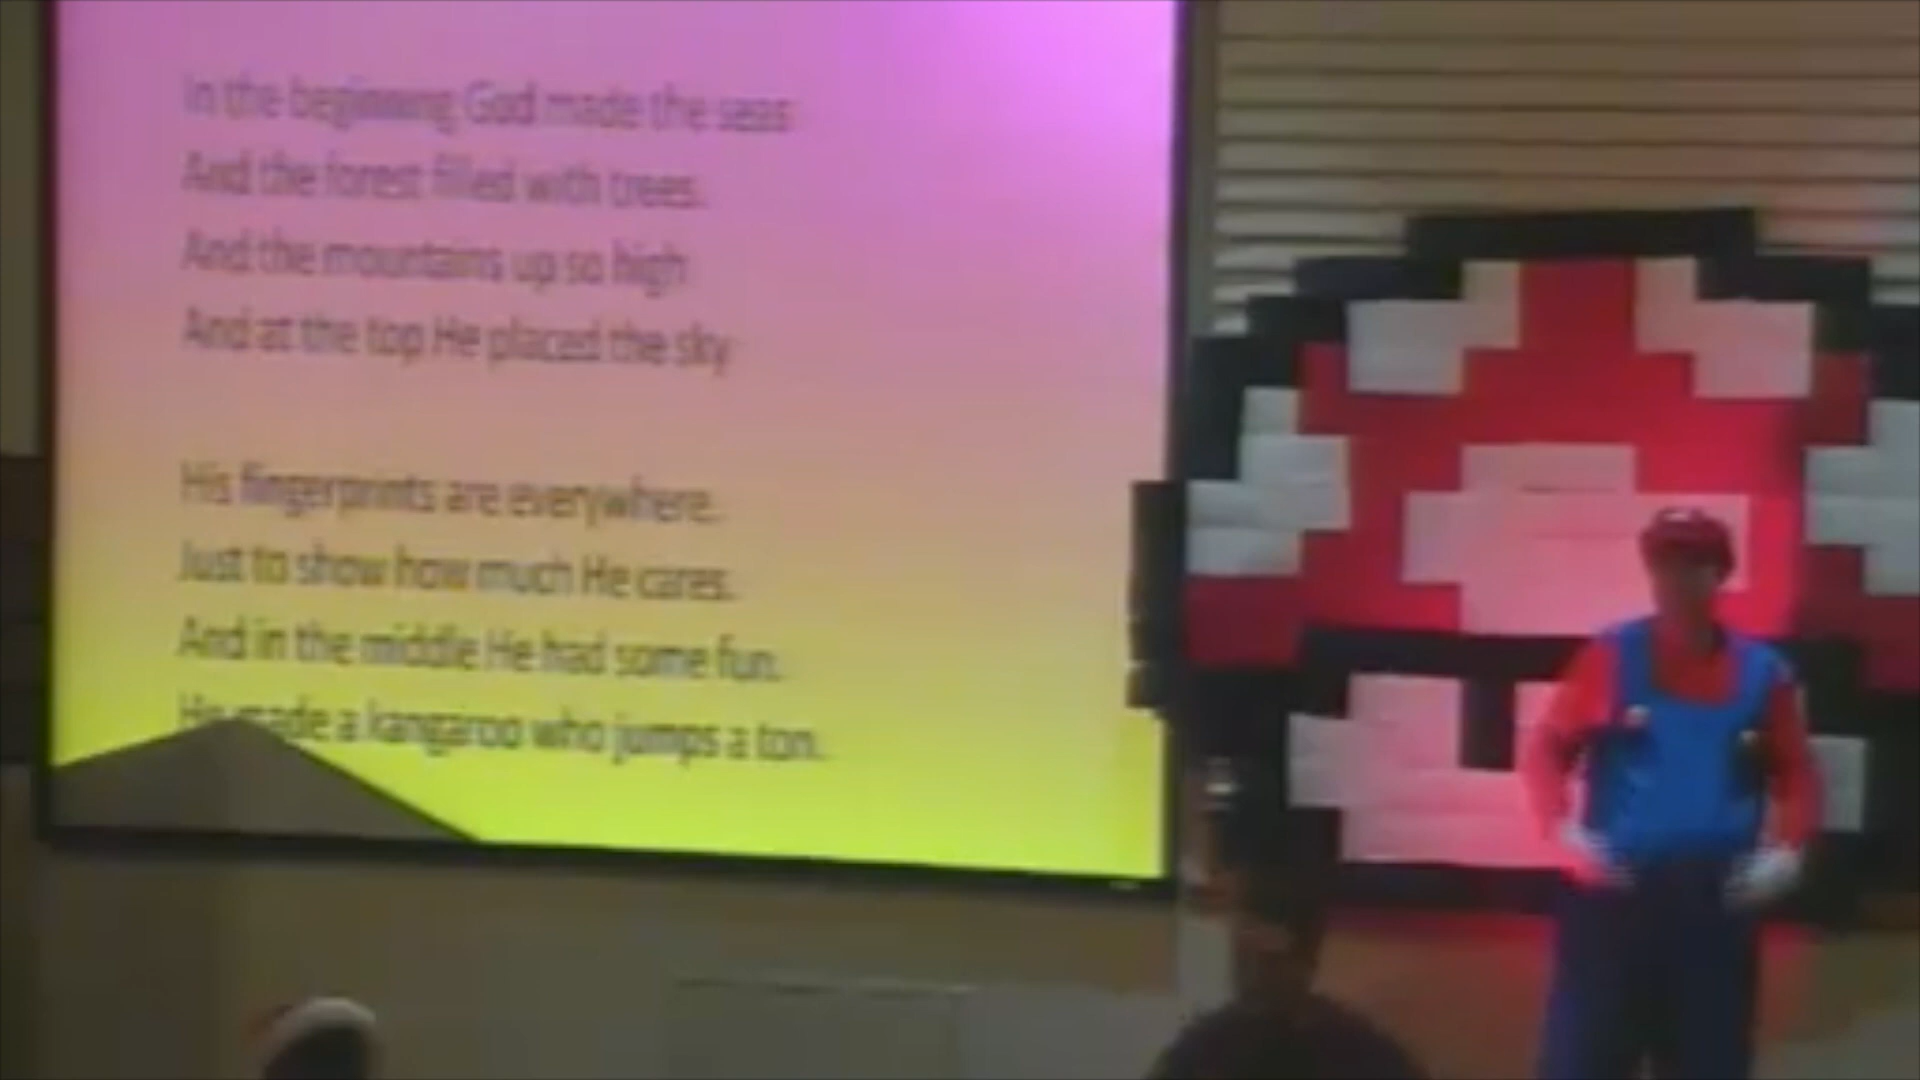 In the beginning God made the seas
And the forest filled with trees.
And the mountains up so high
And at the top He placed the sky
His fingerprints are everywhere.
Just to show how much He cares.
And in the middle He had some fun.
He made a kangaroo who jumps a ton.